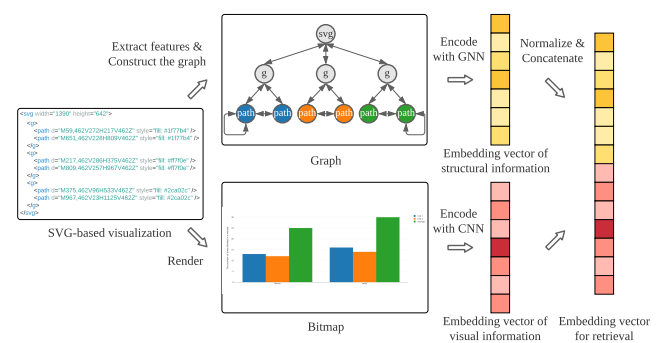 Extract features &
Construct the graph
svg
g g g
path path path path path path
Graph
Encode
with GNN
Normalize &
Concatenate
Embedding vector of
structural information
<svg width="1390" height="642">
<g>
<path d="M59,462V272H217V462Z" style="fill: #1f77b4" />
<path d="M651,462V228H809V462Z" style="fill: #1f77b4" />
</g>
<g>
<path d="M217,462V286H375V462Z" style="fill: #ff7f0e" />
<path d="M809,462V257H967V462Z" style="fill: #ff7f0e" />
</g>
<g>
<path d="M375,462V96H533V462Z" style="fill: #2ca02c" />
<path d="M967,462V23H1125V462Z" style="fill: #2ca02c" />
</g>
</svg>
SVG-based visualization
Render
Bitmap
Encode
with CNN
Embedding vector of
visual information
Embedding vector
for retrieval